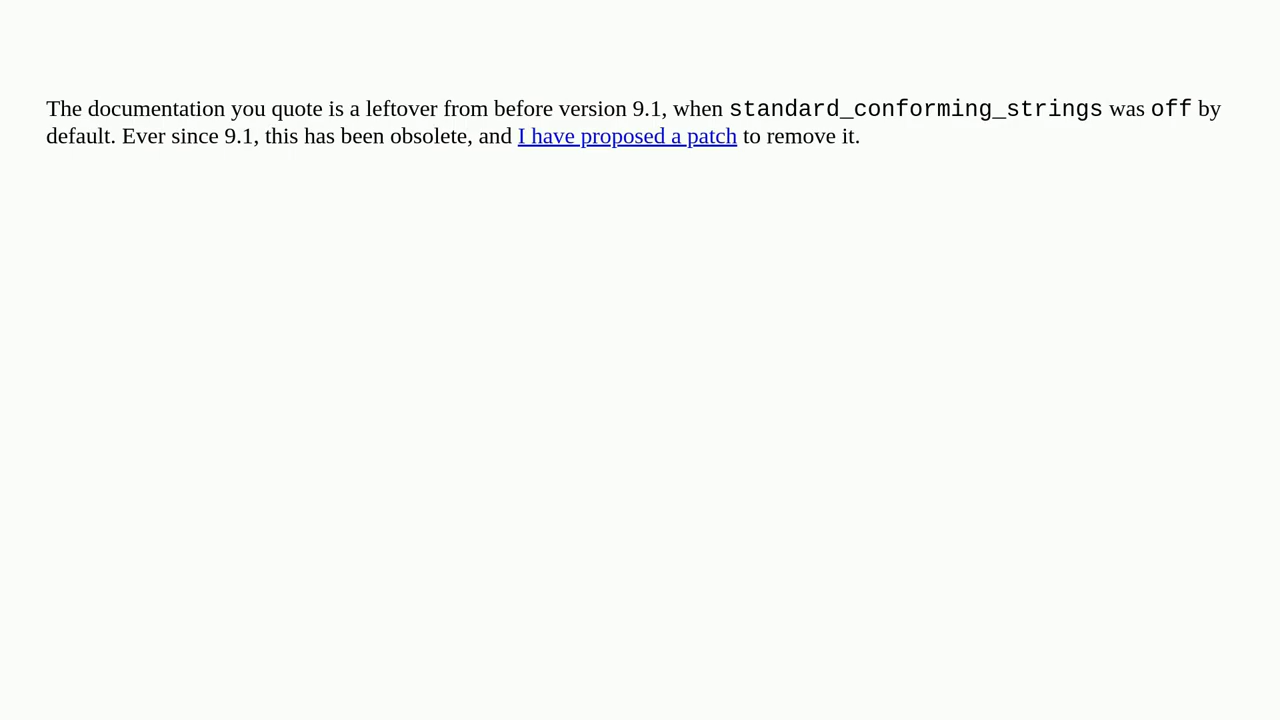 The documentation you quote is a leftover from before version 9.1, when standard_conforming_strings was off by
default. Ever since 9.1, this has been obsolete, and I have proposed a patch to remove it.